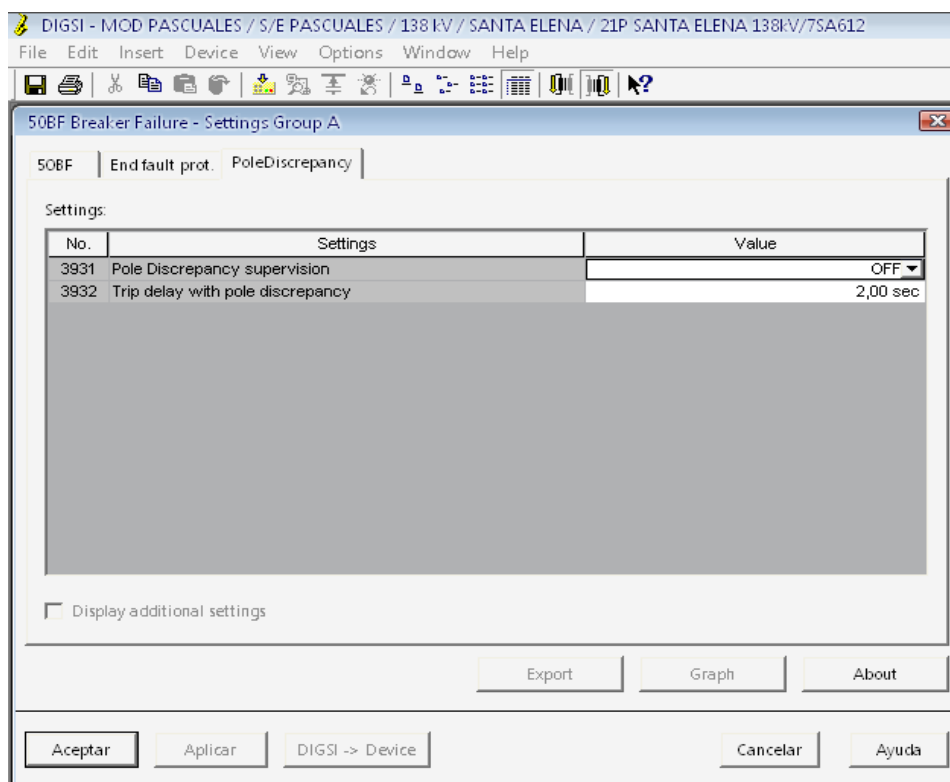 DIGSI - MOD PASCUALES / S/E PASCUALES / 138 kV / SANTA ELENA / 21P SANTA ELENA 138kV/7SA612
File Edit Insert Device View Options Window Help
50BF Breaker Failure - Settings Group A
50BF End fault prot. PoleDiscrepancy
Settings:
No. Settings Value
3931 Pole Discrepancy supervision OFF
3932 Trip delay with pole discrepancy 2,00 sec
Display additional settings
Export Graph About
Aceptar Aplicar DIGSI -> Device Cancelar Ayuda